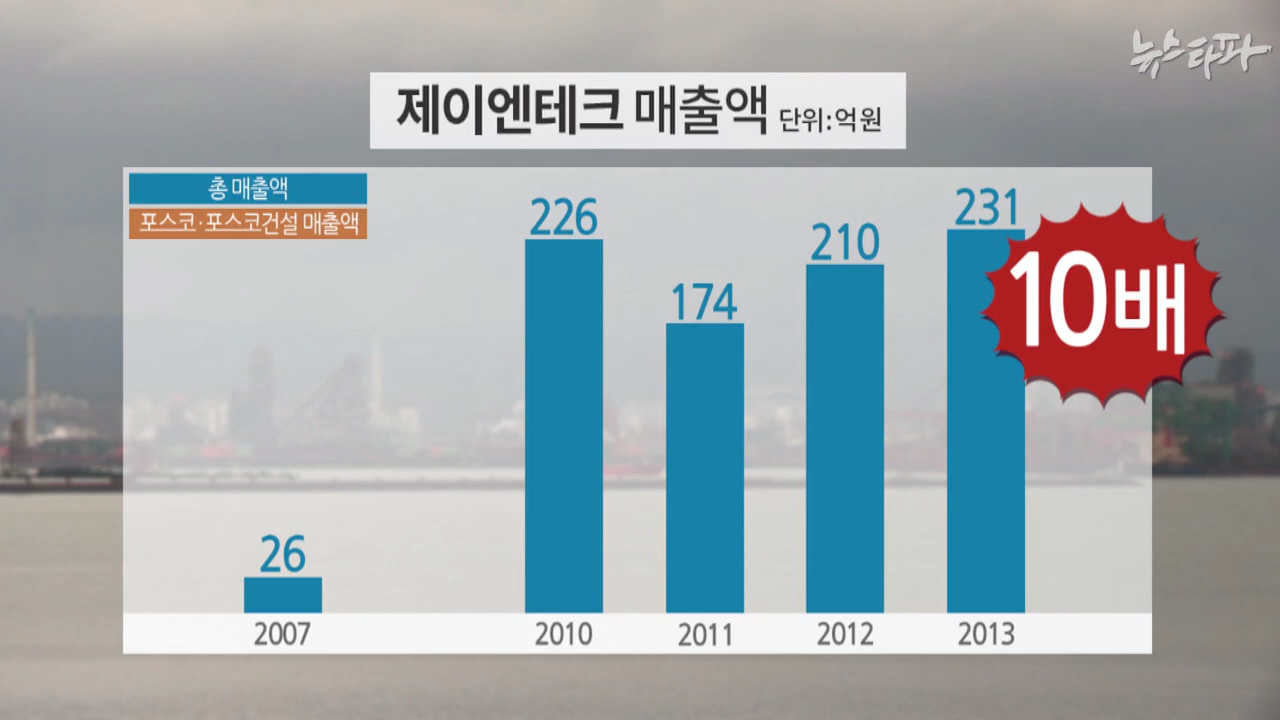 뉴스타파
제이엔테크 매출액 단위:억원
총 매출액
포스코·포스코건설 매출액
226
174
210
231
10배
26
2007
2010
2011
2012
2013